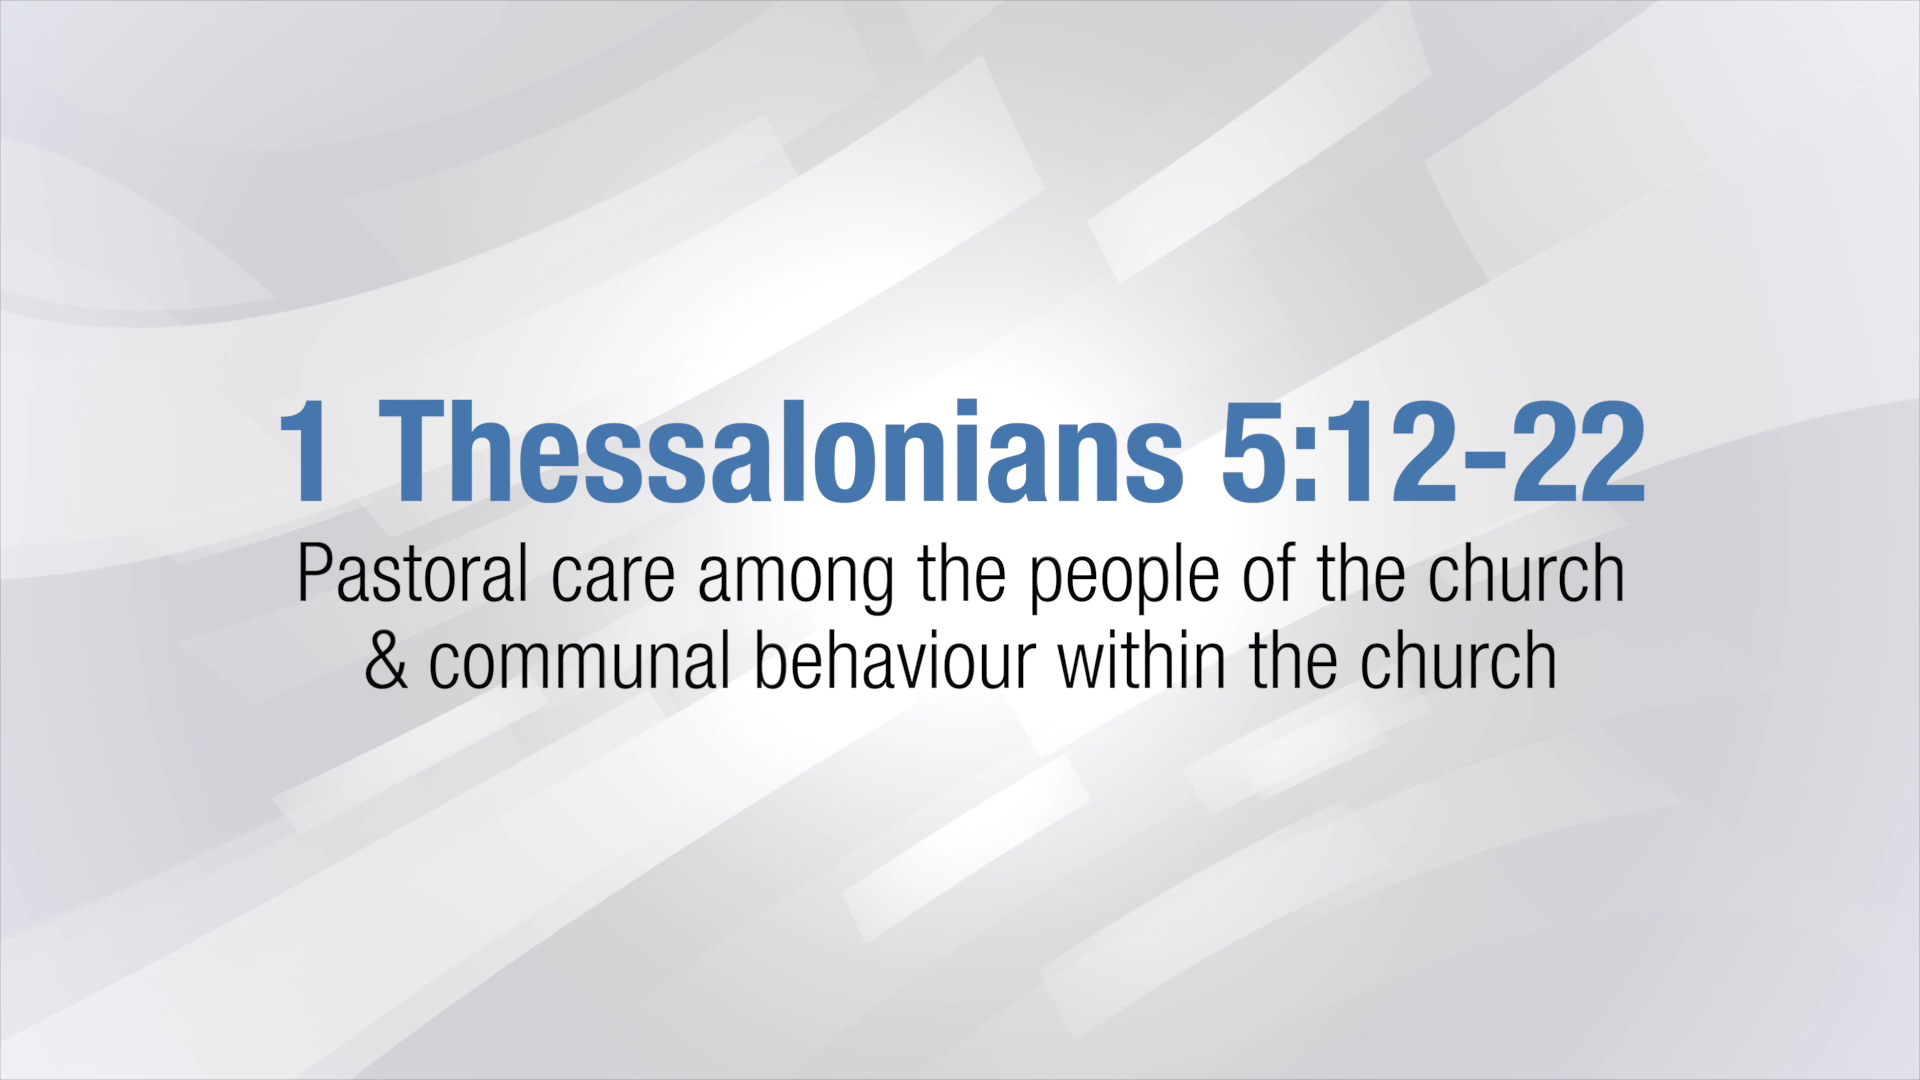 1 Thessalonians 5:12-22
Pastoral care among the people of the church
& communal behaviour within the church